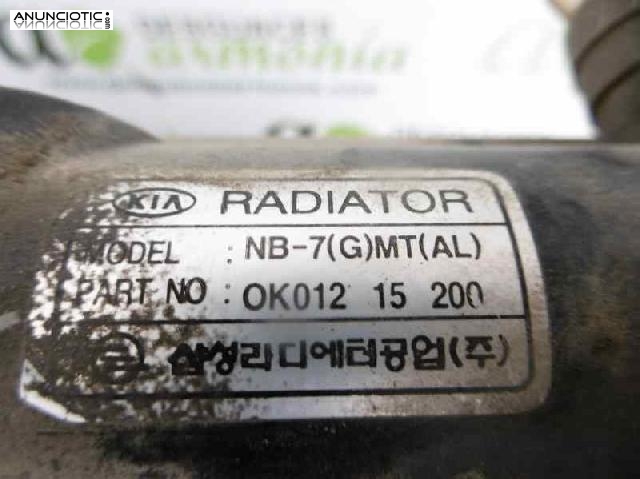 ANUNCIOTIC
DESGUACES
KIA RADIATOR
MODEL : NB-7(G)MT(AL)
PART NO : OK012 15 200
삼성라디에터공업(주)